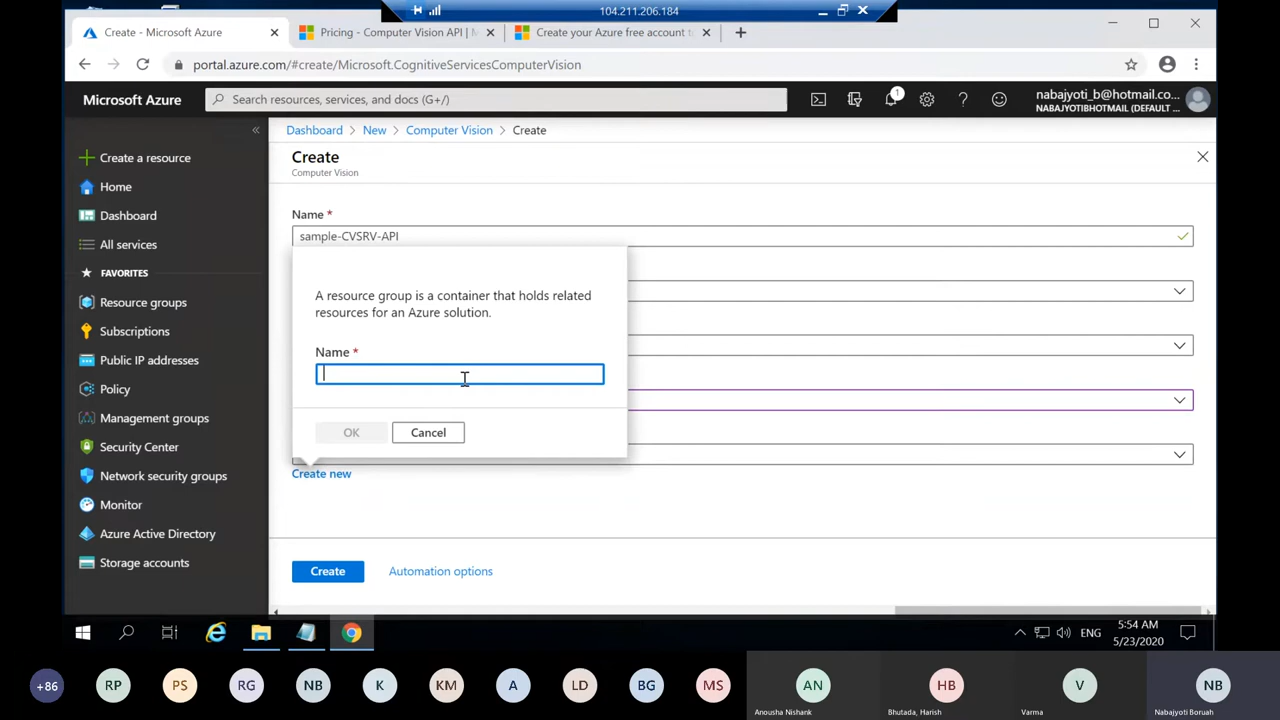 104.211.206.184
Create - Microsoft Azure
Pricing - Computer Vision API | M
Create your Azure free account to
portal.azure.com/#create/Microsoft.CognitiveServicesComputerVision
Microsoft Azure
Search resources, services, and docs (G+/)
1
nabajyoti_b@hotmail.co...
NABAJYOTIBHOTMAIL (DEFAULT ...
Dashboard > New > Computer Vision > Create
Create
Computer Vision
Create a resource
Home
Dashboard
All services
FAVORITES
Resource groups
Subscriptions
Public IP addresses
Policy
Management groups
Security Center
Network security groups
Monitor
Azure Active Directory
Storage accounts
Name *
sample-CVSRV-API
A resource group is a container that holds related
resources for an Azure solution.
Name *
OK
Cancel
Create new
Create
Automation options
ENG
5:54 AM
5/23/2020
+86
RP
PS
RG
NB
K
KM
A
LD
BG
MS
AN
HB
V
NB
Anousha Nishank
Bhutada, Harish
Varma
Nabajyoti Boruah